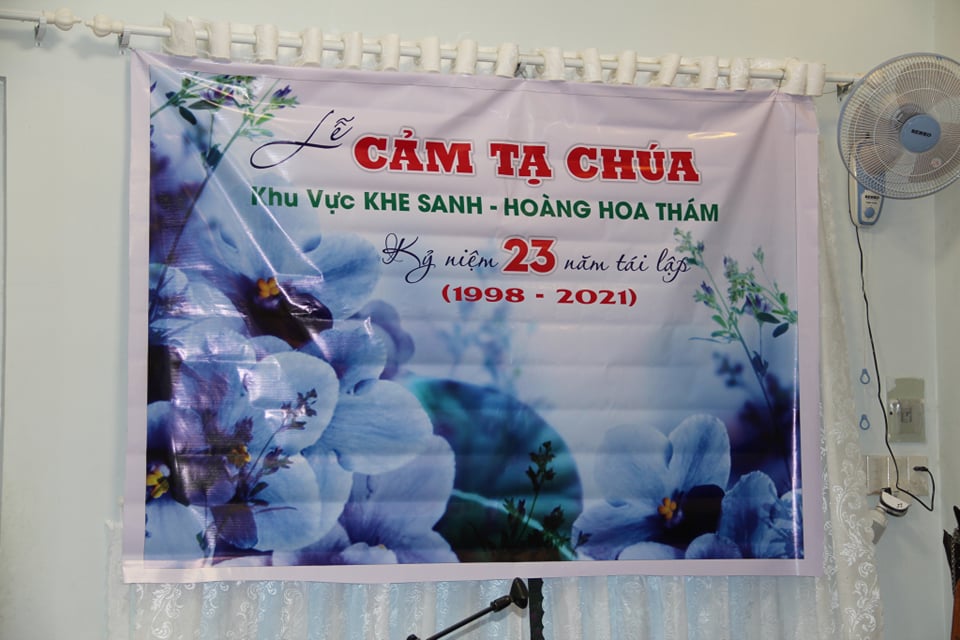 Lễ CẢM TẠ CHÚA
Khu Vực KHE SANH - HOÀNG HOA THÁM
Kỷ niệm 23 năm tái lập
(1998 - 2021)